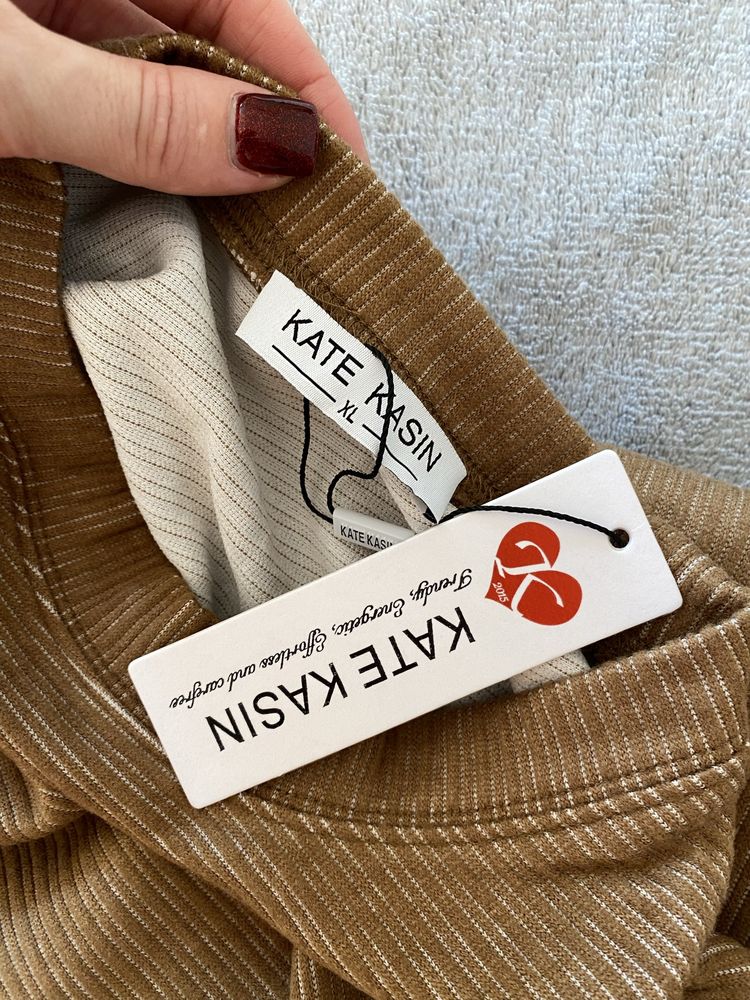 KATE KASIN
XL
KATE KASIN
2015
Trendy, Energetic, Effortless and carefree
KATE KASIN